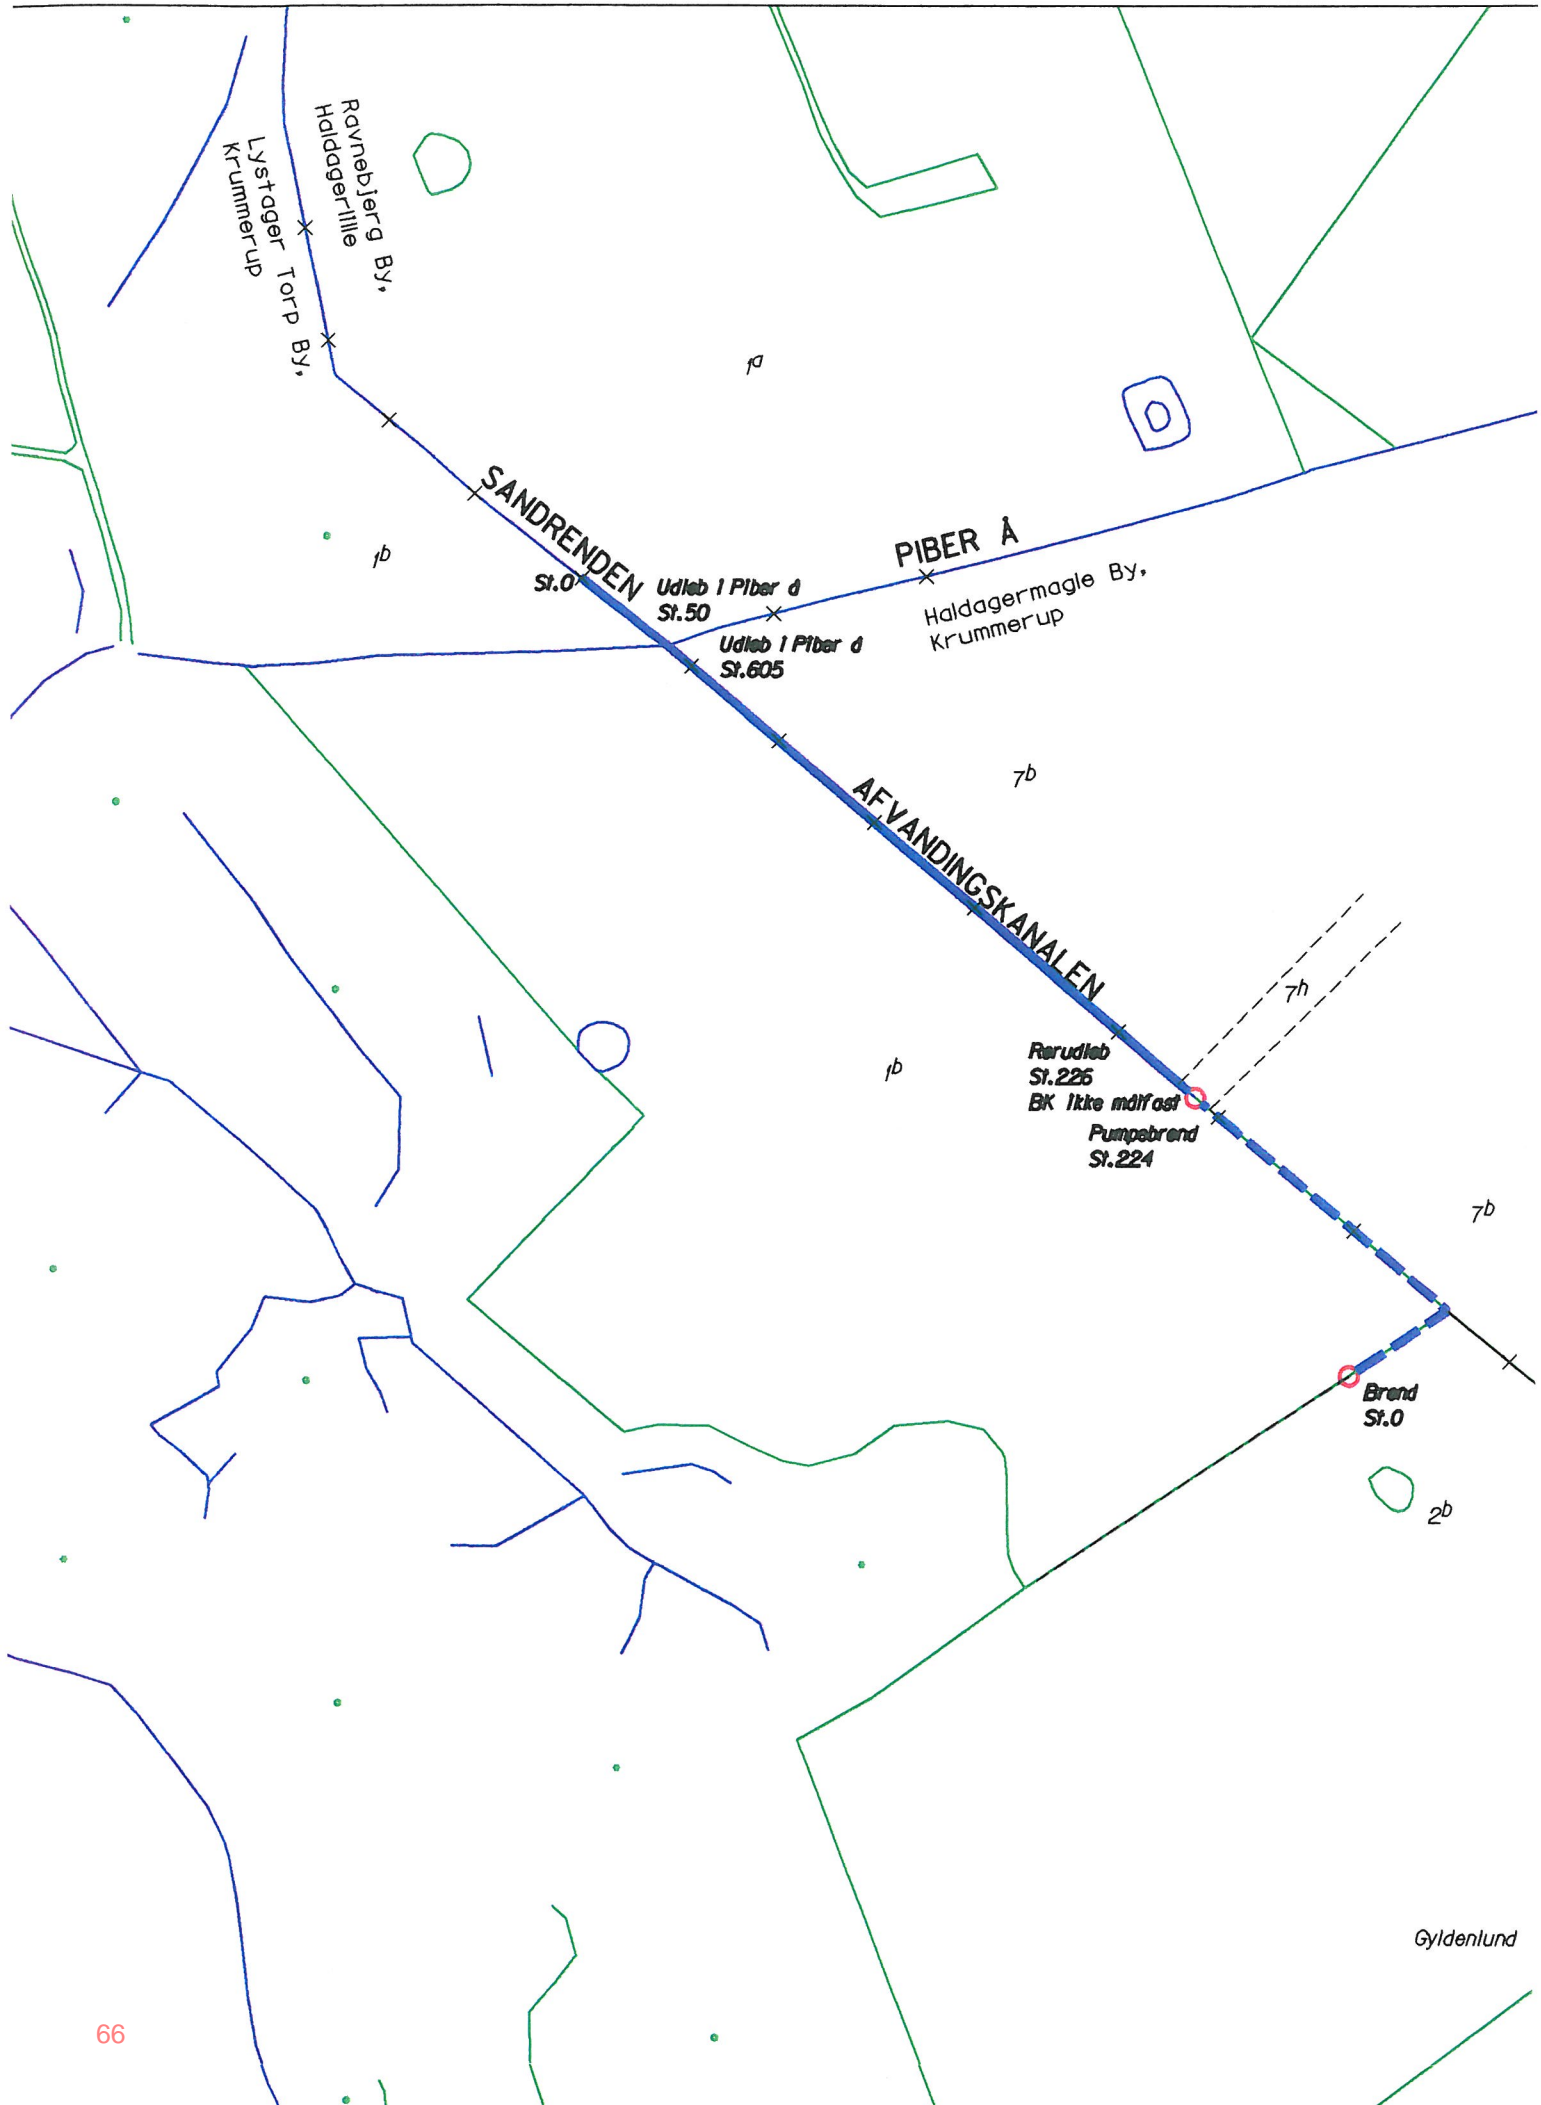 Ravnebjerg By,
Haldagerlille
Lystager Torp By,
Krummerup
1a
SANDRENDEN
1b
St.0
Udløb i Piber å
St.50
PIBER Å
Haldagermagle By,
Krummerup
Udløb i Piber å
St.605
7b
AFVANDINGSKANALEN
7h
1b
Rørudløb
St.226
BK ikke målfast
Pumpebrønd
St.224
7b
Brønd
St.0
2b
Gyldenlund
66